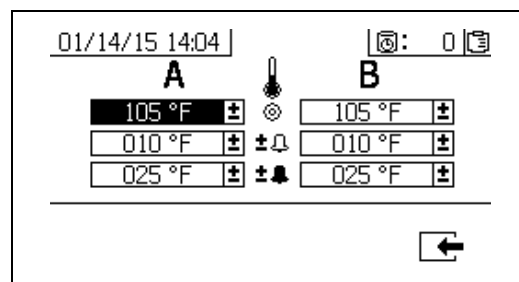 01/14/15 14:04 : 0
A B
105 °F ± 105 °F ±
010 °F ± ± 010 °F ±
025 °F ± ± 025 °F ±